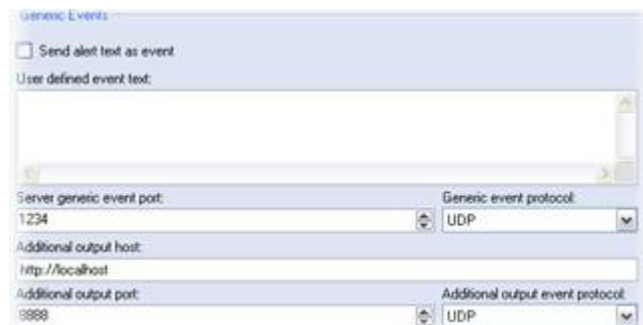 Generic Events
Send alert text as event
User defined event text:
Server generic event port: Generic event protocol:
1234 UDP
Additional output host:
http://localhost
Additional output port: Additional output event protocol:
8888 UDP